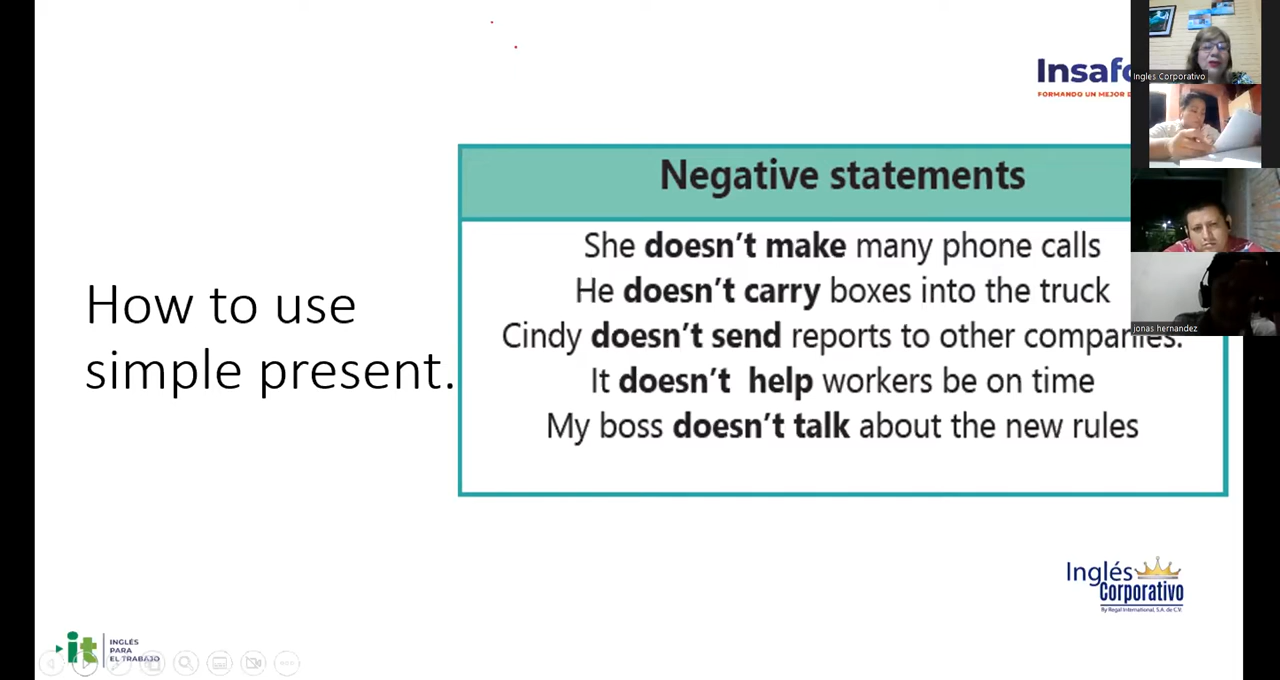 Negative statements
She doesn't make many phone calls
He doesn't carry boxes into the truck
Cindy doesn't send reports to other companies.
It doesn't  help workers be on time
My boss doesn't talk about the new rules
How to use
simple present.
FORMANDO UN MEJOR
Ingles Corporativo
jonas hernandez
Inglés
Corporativo
By Regal International, S.A. de C.V.
it
INGLÉS
PARA
EL TRABAJO